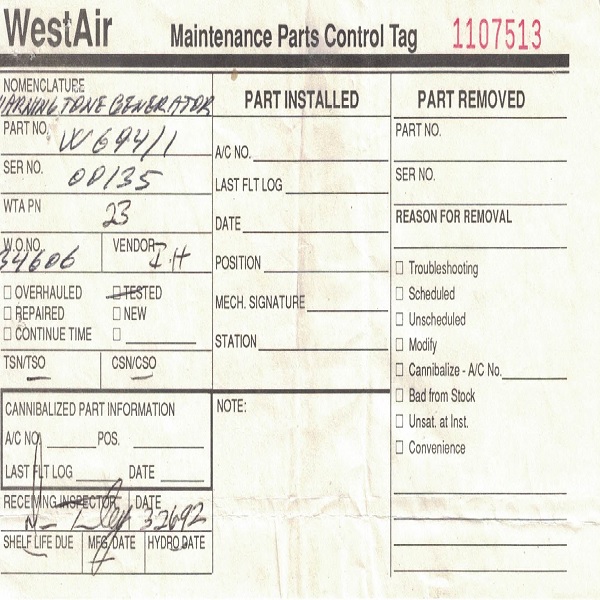 WestAir Maintenance Parts Control Tag 1107513
NOMENCLATURE
WARNING TONE GENERATOR
PART NO. W694/1
SER NO. 00135
WTA PN 23
W.O.NO. 34606
VENDOR I.H
OVERHAULED TESTED
REPAIRED NEW
CONTINUE TIME
TSN/TSO CSN/CSO
CANNIBALIZED PART INFORMATION
A/C NO. POS.
LAST FLT LOG DATE
RECEIVING INSPECTOR DATE
32692
SHELF LIFE DUE MFG. DATE HYDRO DATE
PART INSTALLED
A/C NO.
LAST FLT LOG
DATE
POSITION
MECH. SIGNATURE
STATION
NOTE:
PART REMOVED
PART NO.
SER NO.
REASON FOR REMOVAL
Troubleshooting
Scheduled
Unscheduled
Modify
Cannibalize - A/C No.
Bad from Stock
Unsat. at Inst.
Convenience